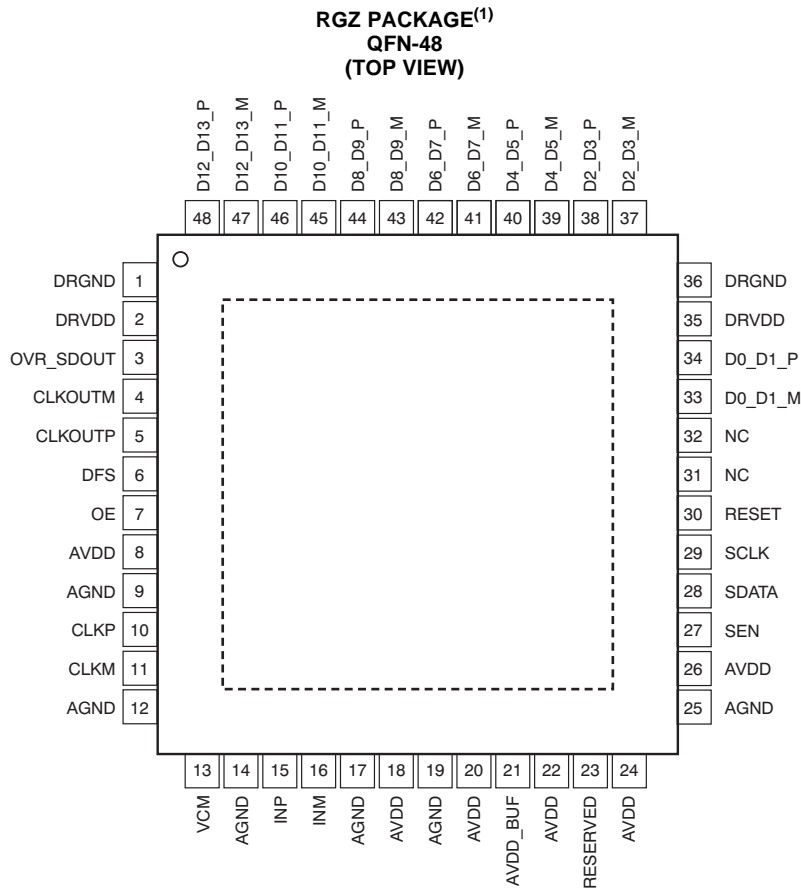 RGZ PACKAGE(1)
QFN-48
(TOP VIEW)
D12_D13_P
D12_D13_M
D10_D11_P
D10_D11_M
D8_D9_P
D8_D9_M
D6_D7_P
D6_D7_M
D4_D5_P
D4_D5_M
D2_D3_P
D2_D3_M
48 47 46 45 44 43 42 41 40 39 38 37
DRGND 1 36 DRGND
DRVDD 2 35 DRVDD
OVR_SDOUT 3 34 D0_D1_P
CLKOUTM 4 33 D0_D1_M
CLKOUTP 5 32 NC
DFS 6 31 NC
OE 7 30 RESET
AVDD 8 29 SCLK
AGND 9 28 SDATA
CLKP 10 27 SEN
CLKM 11 26 AVDD
AGND 12 25 AGND
13 14 15 16 17 18 19 20 21 22 23 24
VCM
AGND
INP
INM
AGND
AVDD
AGND
AVDD
AVDD_BUF
AVDD
RESERVED
AVDD